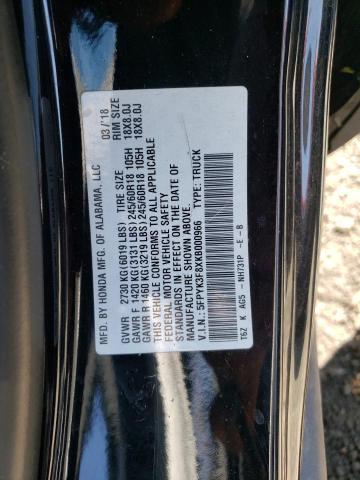 MFD. BY HONDA MFG. OF ALABAMA, LLC 03/'18
GVWR 2730 KG(6019 LBS) TIRE SIZE RIM SIZE
GAWR F 1420 KG(3131 LBS) 245/60R18 105H 18X8.0J
GAWR R 1460 KG(3219 LBS) 245/60R18 105H 18X8.0J
THIS VEHICLE CONFORMS TO ALL APPLICABLE
FEDERAL MOTOR VEHICLE SAFETY
STANDARDS IN EFFECT ON THE DATE OF
MANUFACTURE SHOWN ABOVE.
V.I.N.: 5FPYK3F8XKB000966 TYPE: TRUCK
T6Z K AG5 - NH731P -E-B